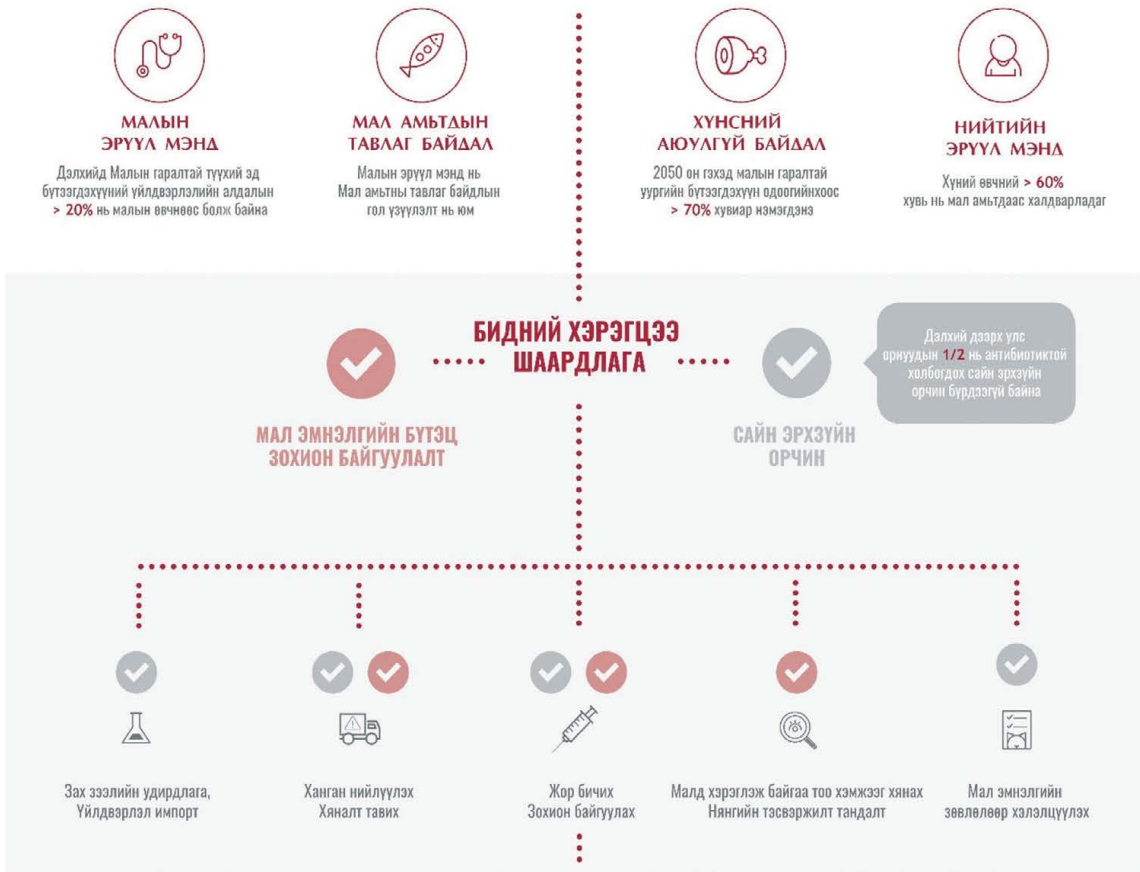 МАЛЫН
ЭРҮҮЛ МЭНД
Дэлхийд Малын гаралтай түүхий эд
бүтээгдэхүүний үйлдвэрлэлийн алдалын
> 20% нь малын өвчнөөс болж байна
МАЛ АМЬТДЫН
ТАВЛАГ БАЙДАЛ
Малын эрүүл мэнд нь
Мал амьтны тавлаг байдлын
гол үзүүлэлт нь юм
ХҮНСНИЙ
АЮУЛГҮЙ БАЙДАЛ
2050 он гэхэд малын гаралтай
уургийн бүтээгдэхүүн одоогийнхоос
> 70% хувиар нэмэгдэнэ
НИЙТИЙН
ЭРҮҮЛ МЭНД
Хүний өвчний > 60%
хувь нь мал амьтдаас халдварладаг
БИДНИЙ ХЭРЭГЦЭЭ
ШААРДЛАГА
Дэлхий дээрх улс
орнуудын 1/2 нь антибиотиктой
холбогдох сайн эрхзүйн
орчин бүрдээгүй байна
МАЛ ЭМНЭЛГИЙН БҮТЭЦ
ЗОХИОН БАЙГУУЛАЛТ
САЙН ЭРХЗҮЙН
ОРЧИН
Зах зээлийн удирдлага,
Үйлдвэрлэл импорт
Ханган нийлүүлэх
Хяналт тавих
Жор бичих
Зохион байгуулах
Малд хэрэглэж байгаа тоо хэмжээг хянах
Нянгийн тэсвэржилт тандалт
Мал эмнэлгийн
зөвлөлөөр хэлэлцүүлэх